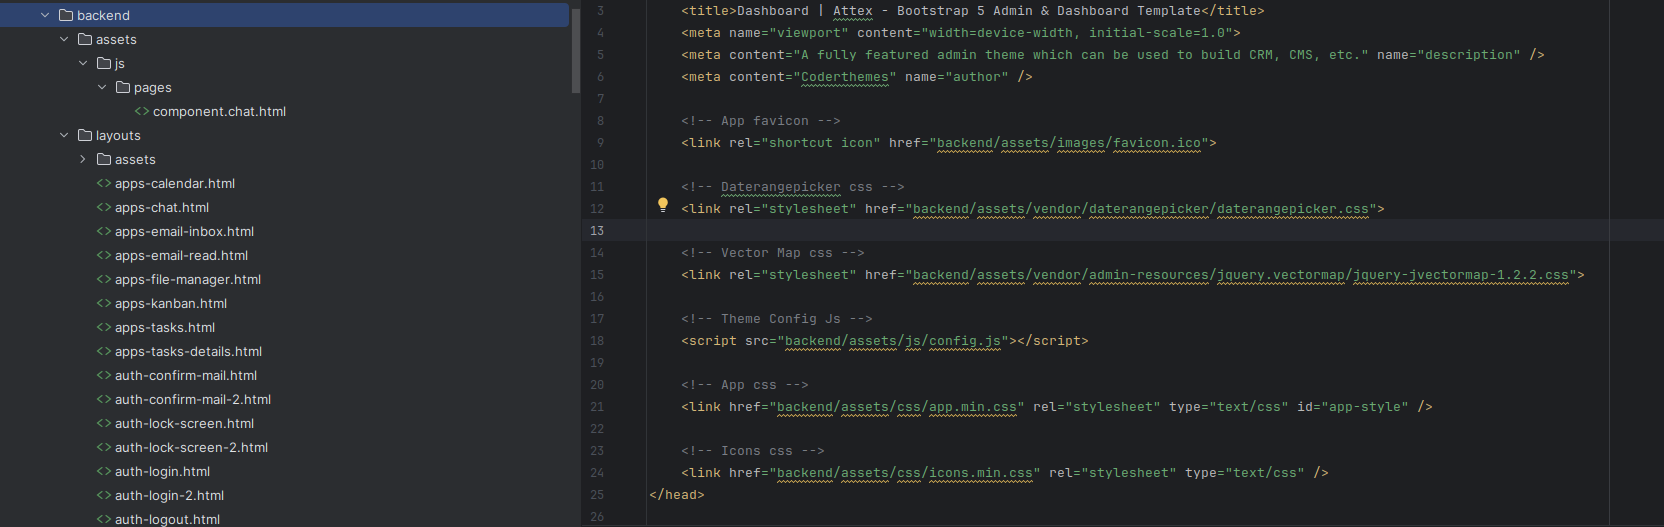 backend
assets
js
pages
<> component.chat.html
layouts
assets
<> apps-calendar.html
<> apps-chat.html
<> apps-email-inbox.html
<> apps-email-read.html
<> apps-file-manager.html
<> apps-kanban.html
<> apps-tasks.html
<> apps-tasks-details.html
<> auth-confirm-mail.html
<> auth-confirm-mail-2.html
<> auth-lock-screen.html
<> auth-lock-screen-2.html
<> auth-login.html
<> auth-login-2.html
<> auth-logout.html
3 <title>Dashboard | Attex - Bootstrap 5 Admin & Dashboard Template</title>
4 <meta name="viewport" content="width=device-width, initial-scale=1.0">
5 <meta content="A fully featured admin theme which can be used to build CRM, CMS, etc." name="description" />
6 <meta content="Coderthemes" name="author" />
7
8 <!-- App favicon -->
9 <link rel="shortcut icon" href="backend/assets/images/favicon.ico">
10
11 <!-- Daterangepicker css -->
12 <link rel="stylesheet" href="backend/assets/vendor/daterangepicker/daterangepicker.css">
13
14 <!-- Vector Map css -->
15 <link rel="stylesheet" href="backend/assets/vendor/admin-resources/jquery.vectormap/jquery-jvectormap-1.2.2.css">
16
17 <!-- Theme Config Js -->
18 <script src="backend/assets/js/config.js"></script>
19
20 <!-- App css -->
21 <link href="backend/assets/css/app.min.css" rel="stylesheet" type="text/css" id="app-style" />
22
23 <!-- Icons css -->
24 <link href="backend/assets/css/icons.min.css" rel="stylesheet" type="text/css" />
25 </head>
26